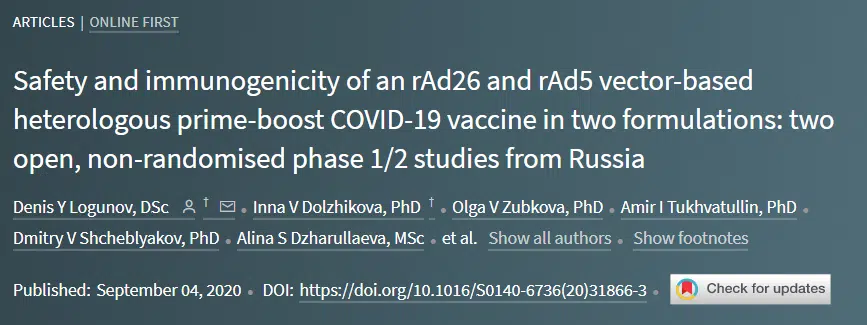 ARTICLES | ONLINE FIRST
Safety and immunogenicity of an rAd26 and rAd5 vector-based
heterologous prime-boost COVID-19 vaccine in two formulations: two
open, non-randomised phase 1/2 studies from Russia
Denis Y Logunov, DSc † • Inna V Dolzhikova, PhD † • Olga V Zubkova, PhD • Amir I Tukhvatullin, PhD •
Dmitry V Shcheblyakov, PhD • Alina S Dzharullaeva, MSc • et al. Show all authors • Show footnotes
Published: September 04, 2020 • DOI: https://doi.org/10.1016/S0140-6736(20)31866-3 • Check for updates